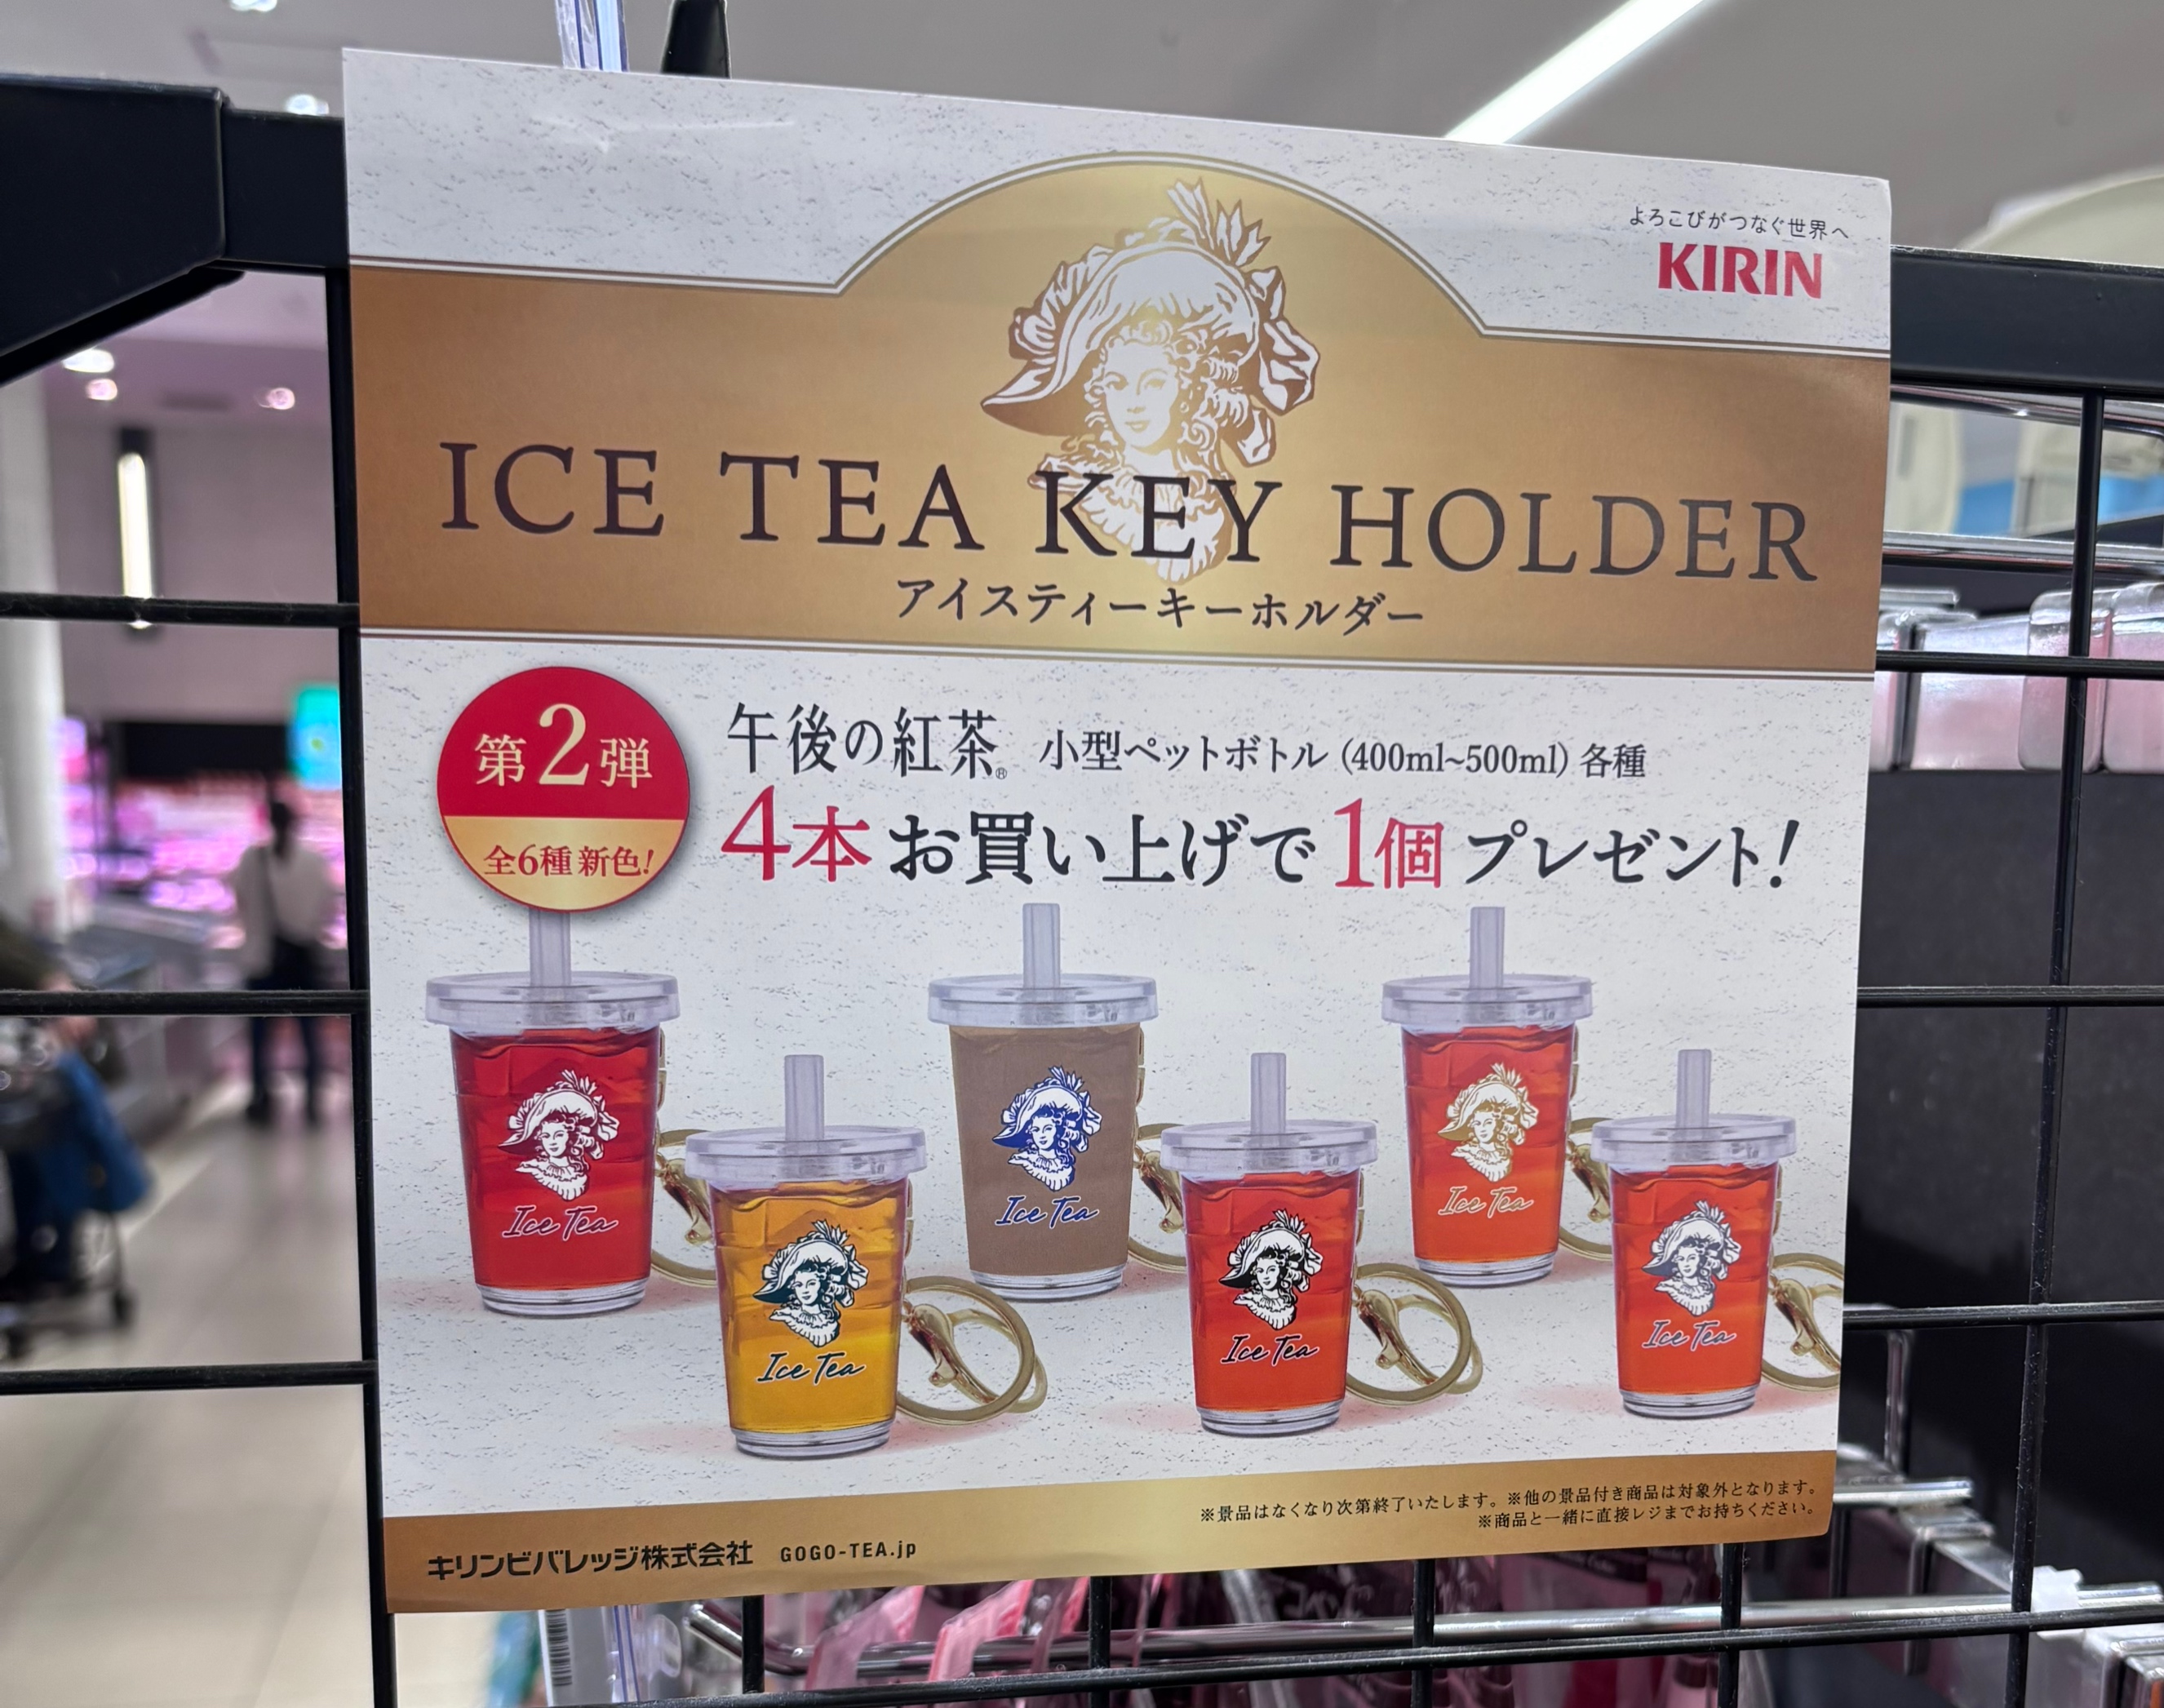 よろこびがつなぐ世界へ
KIRIN
ICE TEA KEY HOLDER
アイスティーキーホルダー
第2弾
全6種 新色!
午後の紅茶® 小型ペットボトル (400ml~500ml) 各種
4本お買い上げで1個プレゼント!
Ice Tea
Ice Tea
Ice Tea
Ice Tea
Ice Tea
Ice Tea
※景品はなくなり次第終了いたします。※他の景品付き商品は対象外となります。
※商品と一緒に直接レジまでお持ちください。
キリンビバレッジ株式会社 GOGO-TEA.jp